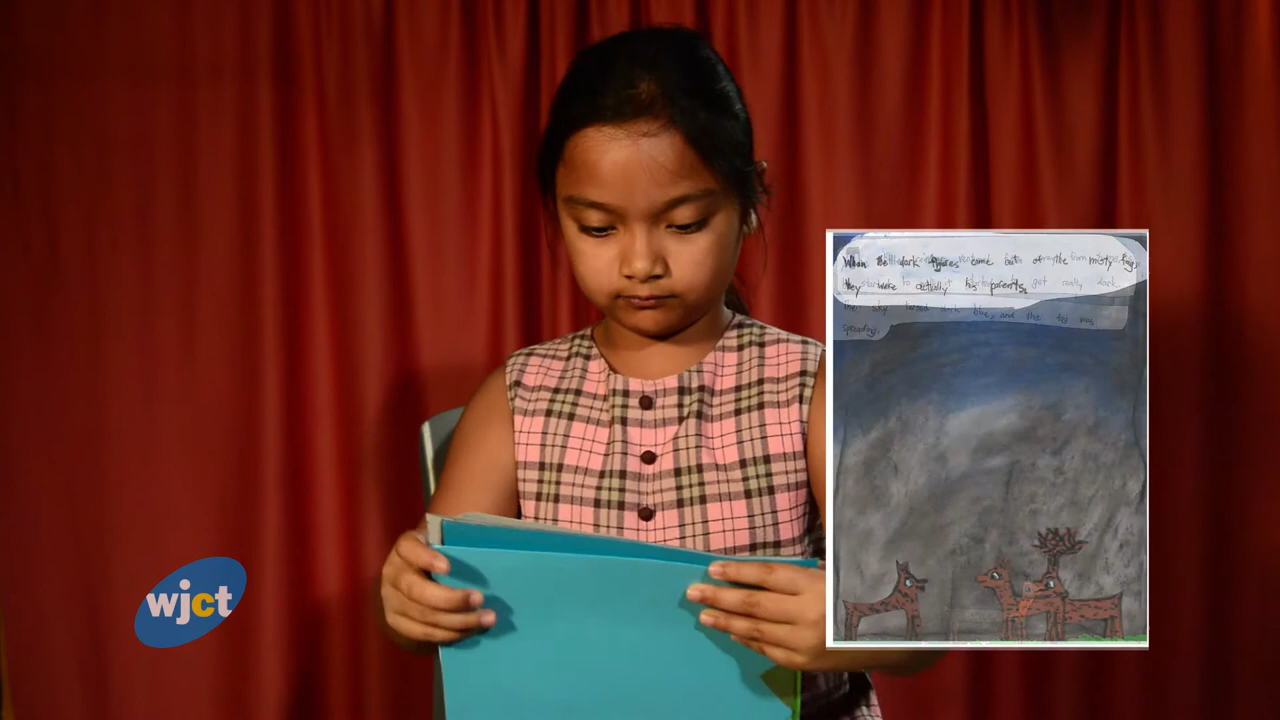 When the dark figures came out of the misty fog,
they were actually his parents. got really dark.
The sky turned dark blue, and the fog was
spreading.
wjct